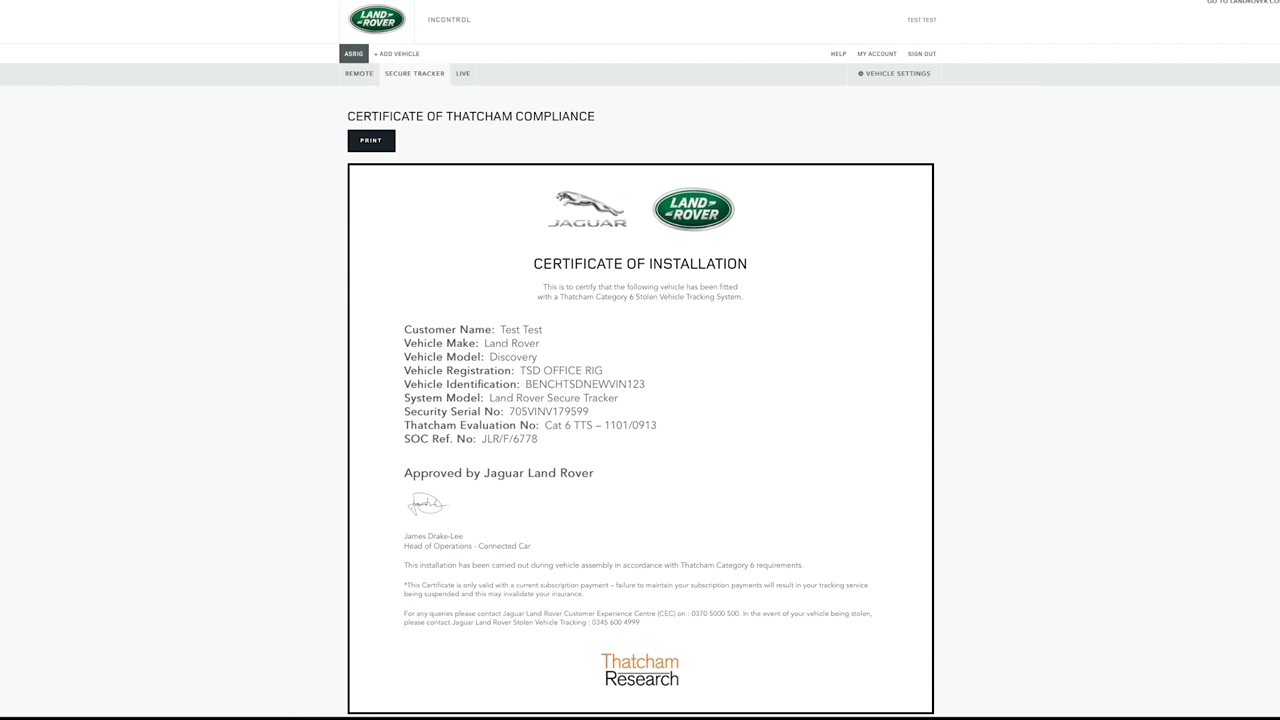 GO TO LANDROVER.CO
LAND ROVER
INCONTROL
TEST TEST
ASRIG
+ ADD VEHICLE
HELP
MY ACCOUNT
SIGN OUT
REMOTE
SECURE TRACKER
LIVE
VEHICLE SETTINGS
CERTIFICATE OF THATCHAM COMPLIANCE
PRINT
JAGUAR
LAND ROVER
CERTIFICATE OF INSTALLATION
This is to certify that the following vehicle has been fitted
with a Thatcham Category 6 Stolen Vehicle Tracking System.
Customer Name: Test Test
Vehicle Make: Land Rover
Vehicle Model: Discovery
Vehicle Registration: TSD OFFICE RIG
Vehicle Identification: BENCHTSDNEWVIN123
System Model: Land Rover Secure Tracker
Security Serial No: 705VINV179599
Thatcham Evaluation No: Cat 6 TTS – 1101/0913
SOC Ref. No: JLR/F/6778
Approved by Jaguar Land Rover
James Drake-Lee
Head of Operations - Connected Car
This installation has been carried out during vehicle assembly in accordance with Thatcham Category 6 requirements.
*This Certificate is only valid with a current subscription payment – failure to maintain your subscription payments will result in your tracking service
being suspended and this may invalidate your insurance.
For any queries please contact Jaguar Land Rover Customer Experience Centre (CEC) on : 0370 5000 500. In the event of your vehicle being stolen,
please contact Jaguar Land Rover Stolen Vehicle Tracking : 0345 600 4999
Thatcham
Research